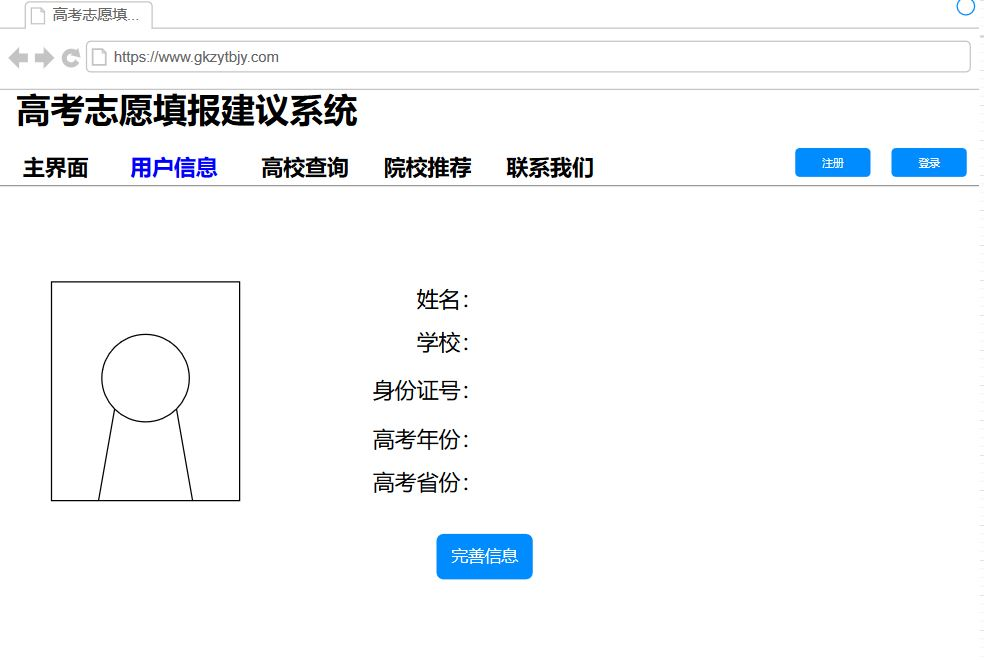 高考志愿填...
https://www.gkzytbjy.com
高考志愿填报建议系统
主界面 用户信息 高校查询 院校推荐 联系我们 注册 登录
姓名：
学校：
身份证号：
高考年份：
高考省份：
完善信息